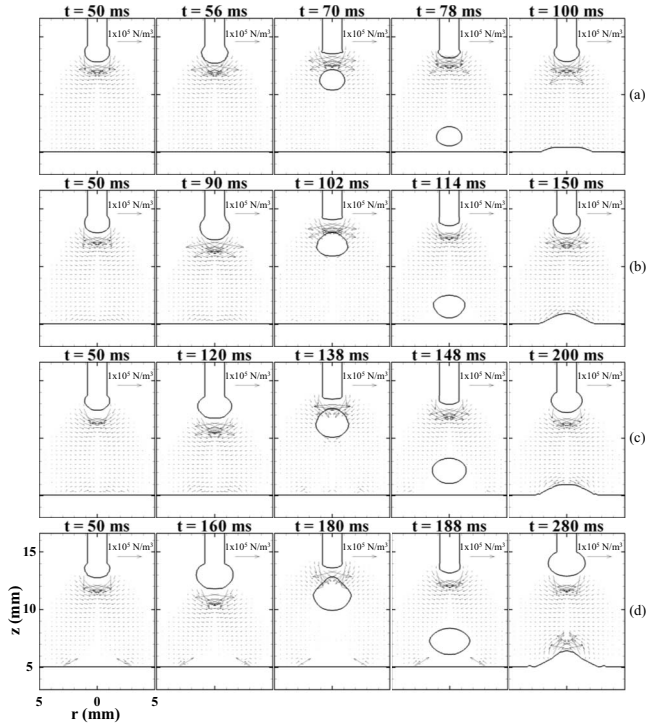 t = 50 ms t = 56 ms t = 70 ms t = 78 ms t = 100 ms
1x10⁵ N/m³ 1x10⁵ N/m³ 1x10⁵ N/m³ 1x10⁵ N/m³ 1x10⁵ N/m³
(a)
t = 50 ms t = 90 ms t = 102 ms t = 114 ms t = 150 ms
1x10⁵ N/m³ 1x10⁵ N/m³ 1x10⁵ N/m³ 1x10⁵ N/m³ 1x10⁵ N/m³
(b)
t = 50 ms t = 120 ms t = 138 ms t = 148 ms t = 200 ms
1x10⁵ N/m³ 1x10⁵ N/m³ 1x10⁵ N/m³ 1x10⁵ N/m³ 1x10⁵ N/m³
(c)
t = 50 ms t = 160 ms t = 180 ms t = 188 ms t = 280 ms
15 1x10⁵ N/m³ 1x10⁵ N/m³ 1x10⁵ N/m³ 1x10⁵ N/m³ 1x10⁵ N/m³
z (mm)
10
(d)
5
5 0 5
r (mm)